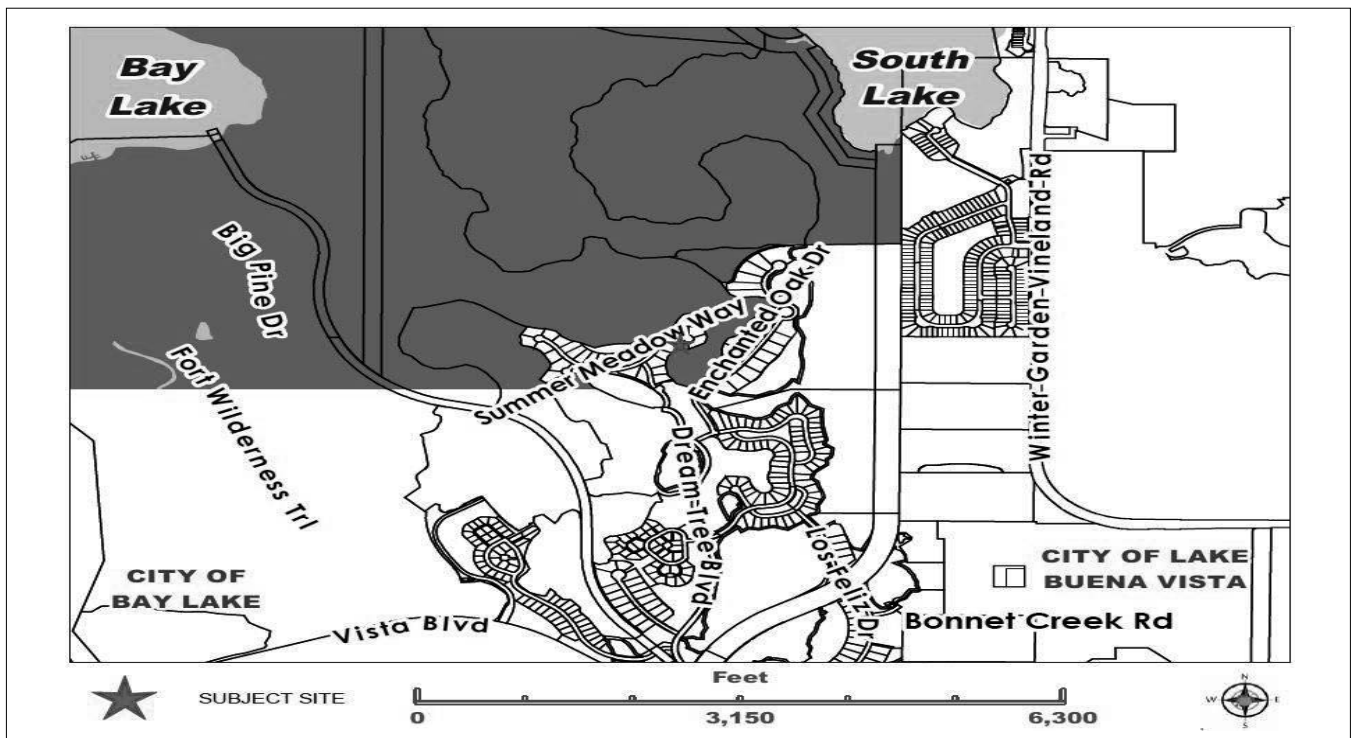 Bay
Lake
South
Lake
Big Pine Dr
Fort Wilderness Trl
Summer Meadow Way
Enchanted Oak Dr
Winter-Garden-Vineland-Rd
Dream-Tree-Blvd
Los-Feliz-Dr
CITY OF
BAY LAKE
Vista Blvd
CITY OF LAKE
BUENA VISTA
Bonnet Creek Rd
SUBJECT SITE
Feet
0
3,150
6,300
N
W
E
S